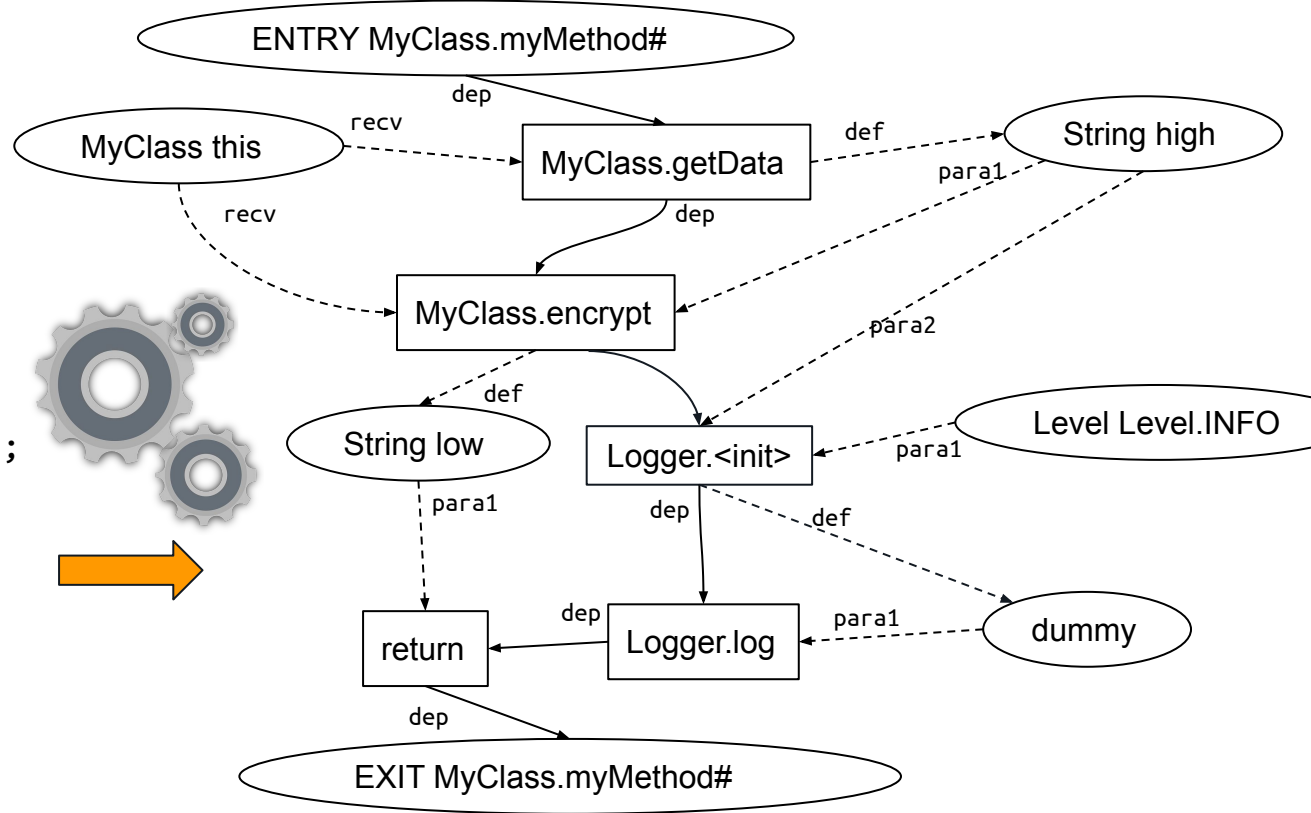 ENTRY MyClass.myMethod#
dep
MyClass this
recv
MyClass.getData
def
String high
recv
dep
para1
MyClass.encrypt
para2
def
String low
;
Logger.<init>
para1
Level Level.INFO
para1
dep
def
return
dep
Logger.log
para1
dummy
dep
EXIT MyClass.myMethod#